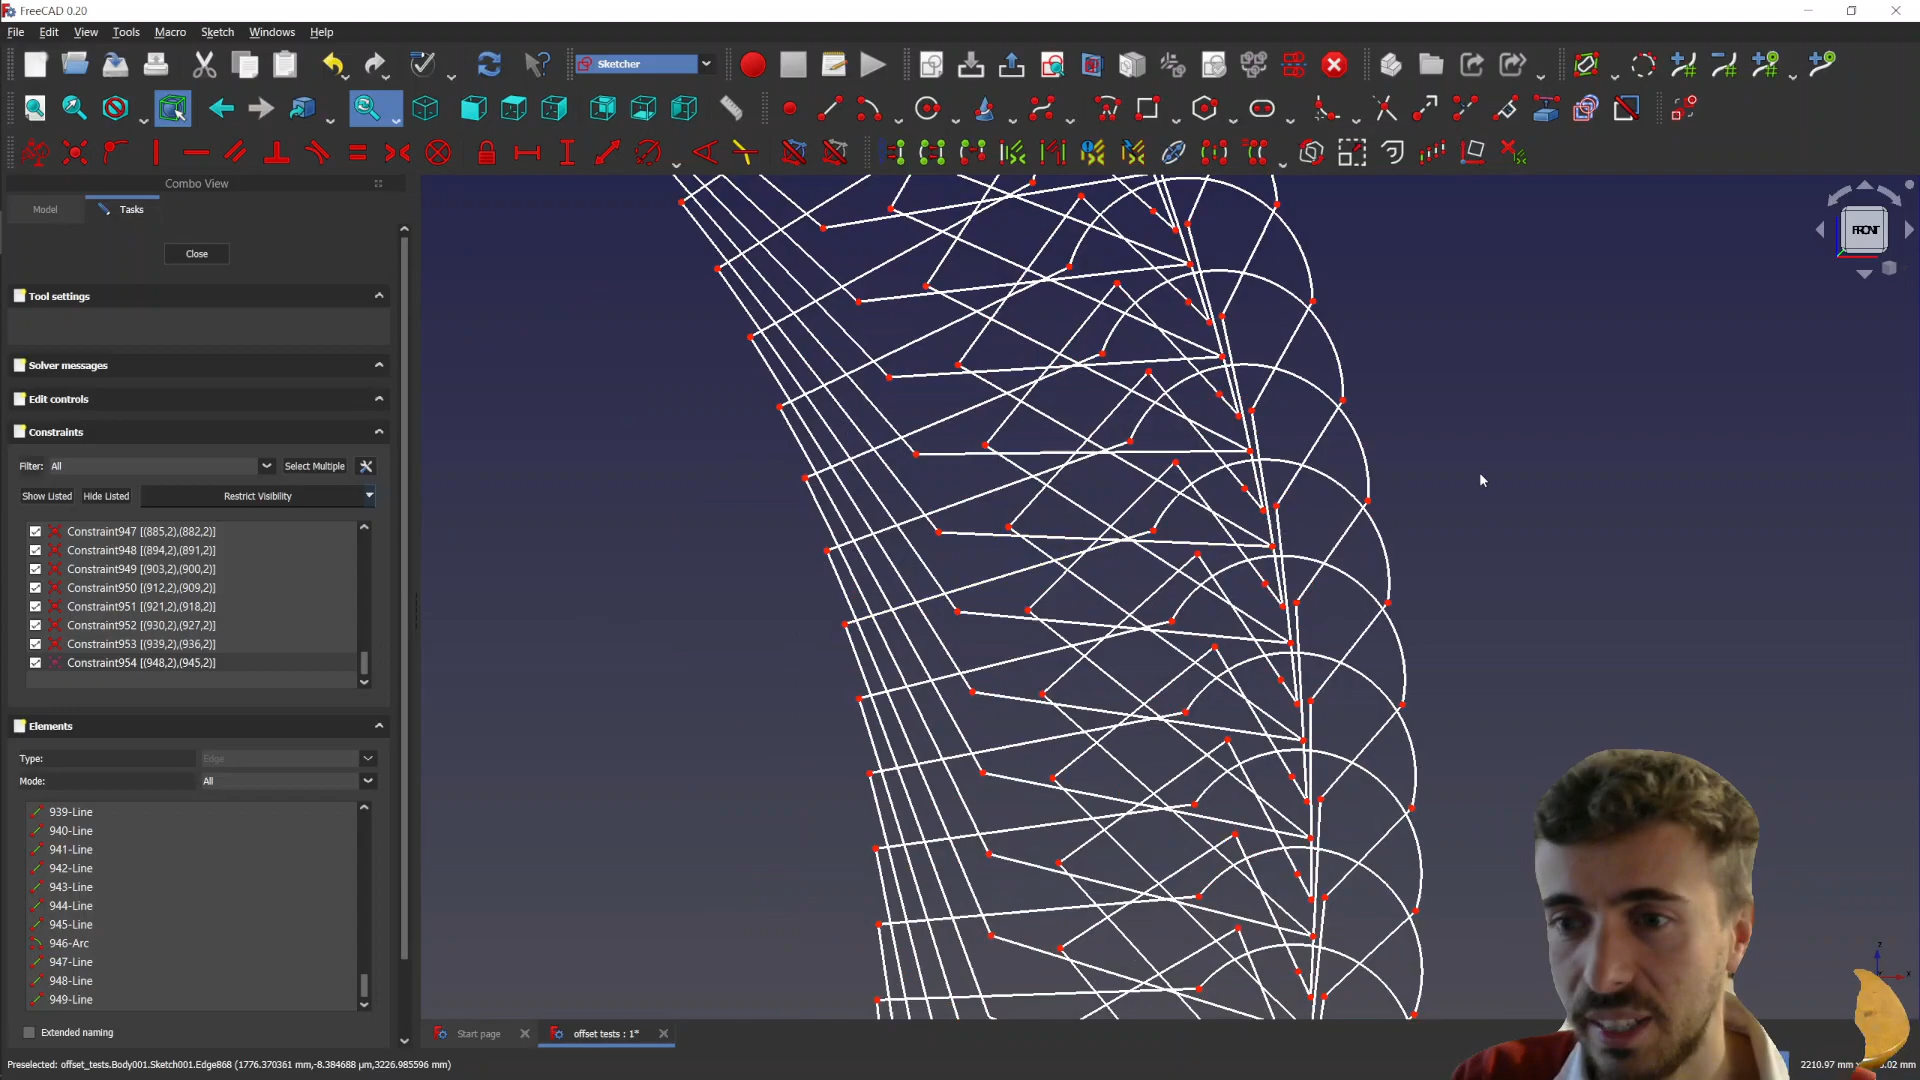 FreeCAD 0.20
File Edit View Tools Macro Sketch Windows Help
Sketcher
Combo View
Model Tasks
Close
Tool settings
Solver messages
Edit controls
Constraints
Filter: All Select Multiple
Show Listed Hide Listed Restrict Visibility
Constraint947 [(885,2),(882,2)]
Constraint948 [(894,2),(891,2)]
Constraint949 [(903,2),(900,2)]
Constraint950 [(912,2),(909,2)]
Constraint951 [(921,2),(918,2)]
Constraint952 [(930,2),(927,2)]
Constraint953 [(939,2),(936,2)]
Constraint954 [(948,2),(945,2)]
Elements
Type: Edge
Mode: All
939-Line
940-Line
941-Line
942-Line
943-Line
944-Line
945-Line
946-Arc
947-Line
948-Line
949-Line
Extended naming
FRONT
Start page
offset tests : 1*
Preselected: offset_tests.Body001.Sketch001.Edge868 (1776.370361 mm,-8.384688 µm,3226.985596 mm)
2210.97 mm